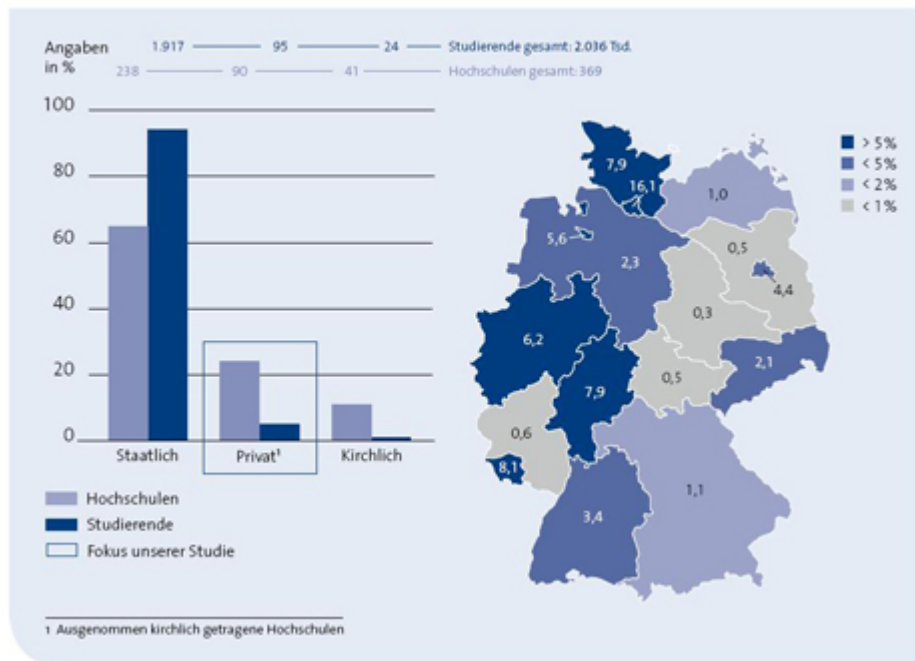 Angaben
in %
1.917 95 24 Studierende gesamt: 2.036 Tsd.
238 90 41 Hochschulen gesamt: 369
100
80
60
40
20
0
Staatlich Privat¹ Kirchlich
Hochschulen
Studierende
Fokus unserer Studie
1 Ausgenommen kirchlich getragene Hochschulen
> 5%
< 5%
< 2%
< 1%
7,9
16,1
1,0
5,6
2,3
0,5
4,4
0,3
6,2
7,9
0,5
2,1
0,6
8,1
3,4
1,1